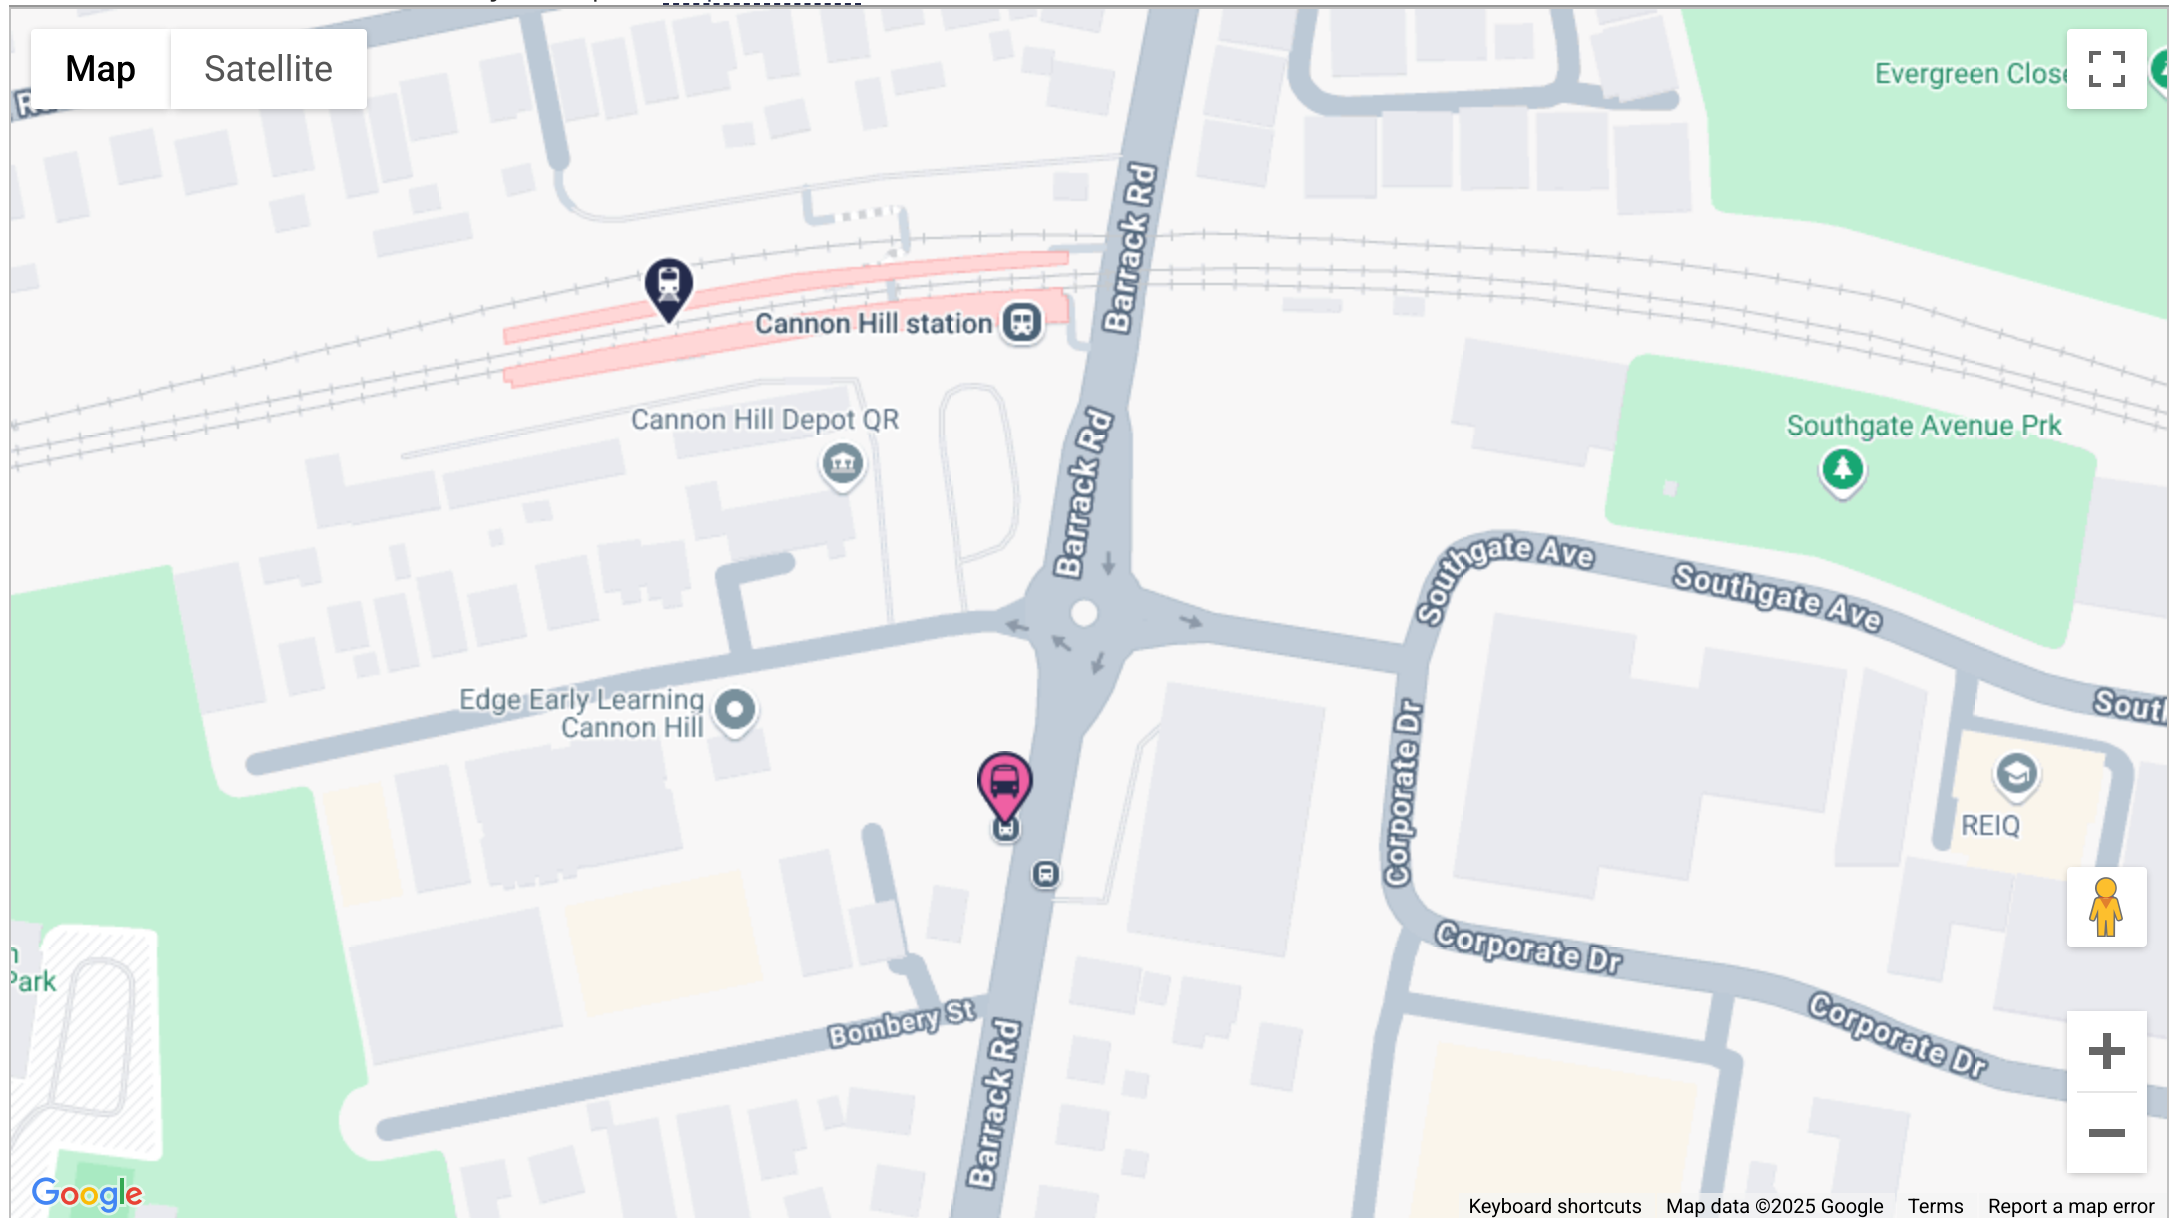 Map
Satellite
Evergreen Close
Barrack Rd
Cannon Hill station
Cannon Hill Depot QR
Barrack Rd
Southgate Avenue Prk
Southgate Ave
Southgate Ave
Edge Early Learning
Cannon Hill
Corporate Dr
REIQ
Corporate Dr
Park
Bombery St
Corporate Dr
Barrack Rd
Google
Keyboard shortcuts
Map data ©2025 Google
Terms
Report a map error